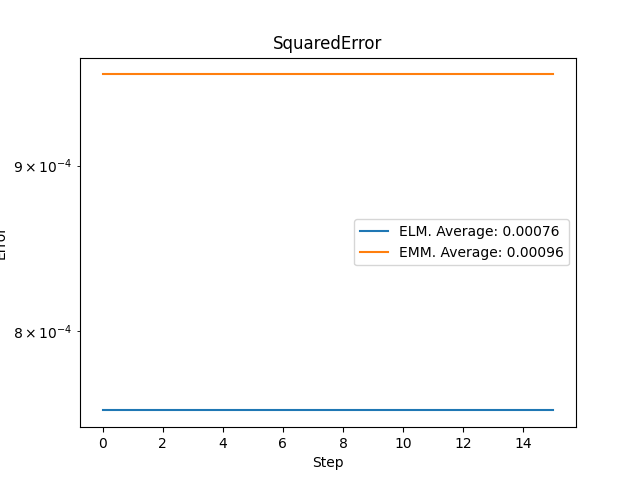 SquaredError
9 × 10⁻⁴
8 × 10⁻⁴
Error
ELM. Average: 0.00076
EMM. Average: 0.00096
0 2 4 6 8 10 12 14
Step